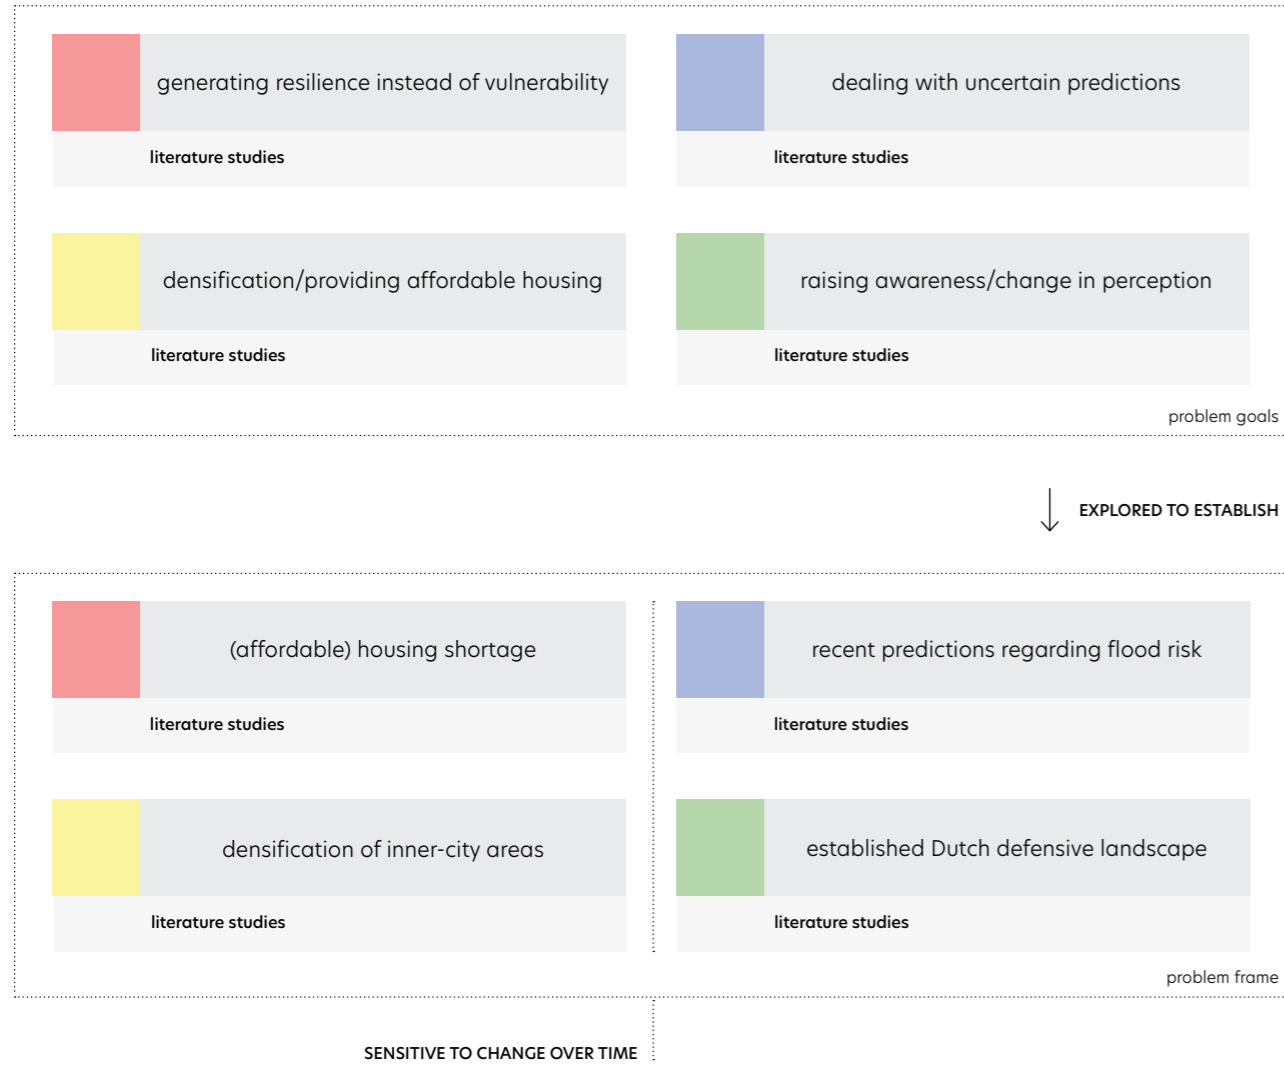 generating resilience instead of vulnerability
literature studies
dealing with uncertain predictions
literature studies
densification/providing affordable housing
literature studies
raising awareness/change in perception
literature studies
problem goals
EXPLORED TO ESTABLISH
(affordable) housing shortage
literature studies
recent predictions regarding flood risk
literature studies
densification of inner-city areas
literature studies
established Dutch defensive landscape
literature studies
problem frame
SENSITIVE TO CHANGE OVER TIME